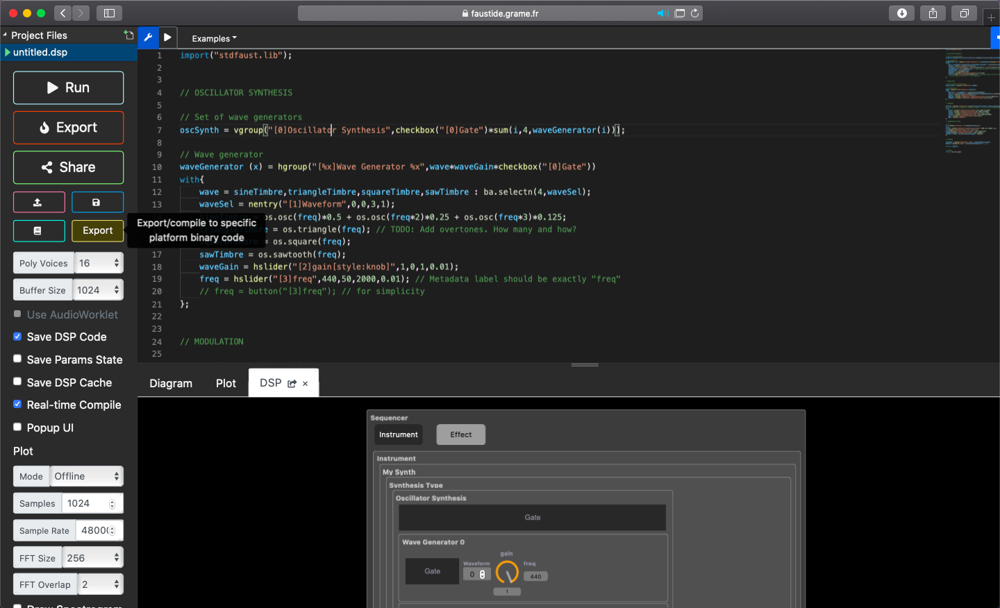 faustide.grame.fr
Project Files
untitled.dsp
Run
Export
Share
Export
Export/compile to specific
platform binary code
Poly Voices 16
Buffer Size 1024
Use AudioWorklet
Save DSP Code
Save Params State
Save DSP Cache
Real-time Compile
Popup UI
Plot
Mode Offline
Samples 1024
Sample Rate 4800
FFT Size 256
FFT Overlap 2
Examples
1 import("stdfaust.lib");
2
3
4 // OSCILLATOR SYNTHESIS
5
6 // Set of wave generators
7 oscSynth = vgroup("[0]Oscillator Synthesis",checkbox("[0]Gate")*sum(i,4,waveGenerator(i)));
8
9 // Wave generator
10 waveGenerator (x) = hgroup("[%x]Wave Generator %x",wave*waveGain*checkbox("[0]Gate"))
11 with{
12 wave = sineTimbre,triangleTimbre,squareTimbre,sawTimbre : ba.selectn(4,waveSel);
13 waveSel = nentry("[1]Waveform",0,0,3,1);
os.osc(freq)*0.5 + os.osc(freq*2)*0.25 + os.osc(freq*3)*0.125;
= os.triangle(freq); // TODO: Add overtones. How many and how?
= os.square(freq);
17 sawTimbre = os.sawtooth(freq);
18 waveGain = hslider("[2]gain[style:knob]",1,0,1,0.01);
19 freq = hslider("[3]freq",440,50,2000,0.01); // Metadata label should be exactly "freq"
20 // freq = button("[3]freq"); // for simplicity
21 };
22
23
24 // MODULATION
25
Diagram Plot DSP ×
Sequencer
Instrument Effect
Instrument
My Synth
Synthesis Type
Oscillator Synthesis
Gate
Wave Generator 0
Gate
Waveform
0
gain
1
freq
440